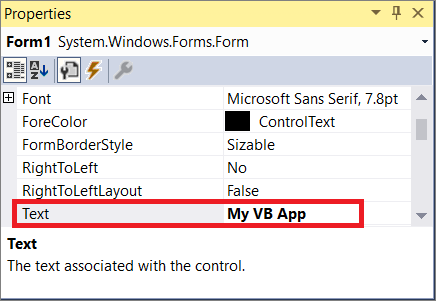 Properties
Form1 System.Windows.Forms.Form
Font Microsoft Sans Serif, 7.8pt
ForeColor ControlText
FormBorderStyle Sizable
RightToLeft No
RightToLeftLayout False
Text My VB App
Text
The text associated with the control.